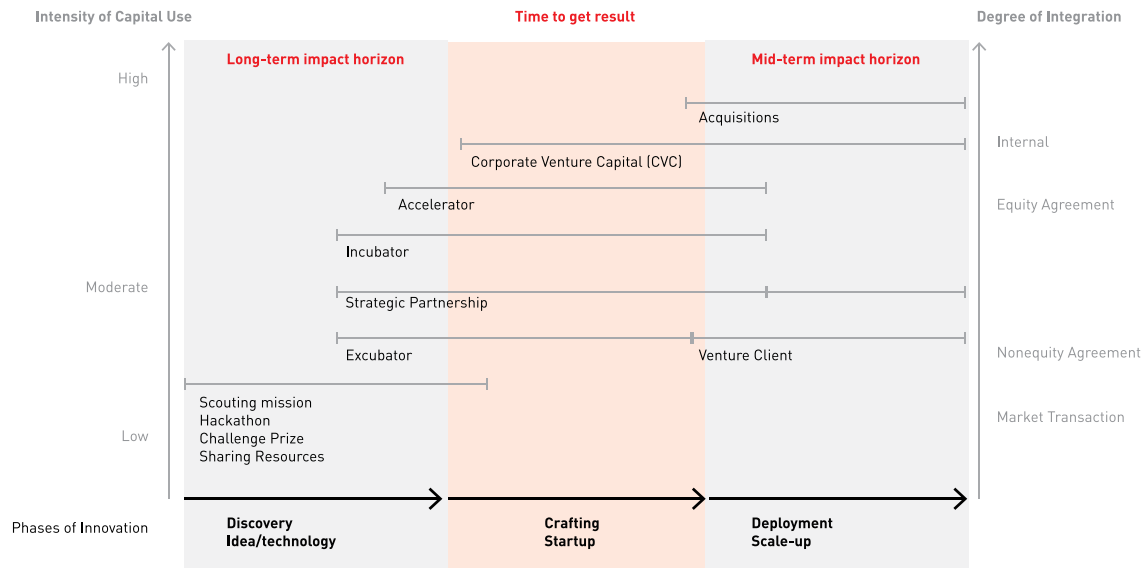 Intensity of Capital Use
Time to get result
Degree of Integration
Long-term impact horizon
Mid-term impact horizon
High
Acquisitions
Internal
Corporate Venture Capital (CVC)
Accelerator
Equity Agreement
Incubator
Moderate
Strategic Partnership
Excubator
Venture Client
Nonequity Agreement
Scouting mission
Hackathon
Challenge Prize
Sharing Resources
Market Transaction
Low
Phases of Innovation
Discovery
Idea/technology
Crafting
Startup
Deployment
Scale-up